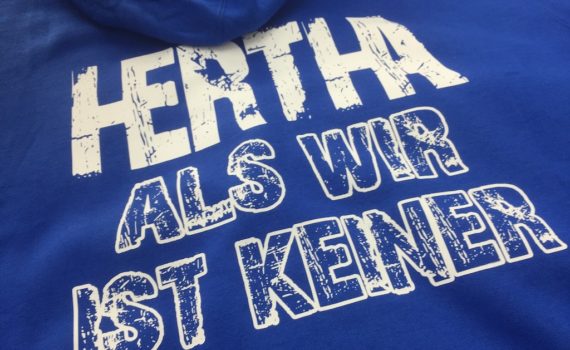 HERTHA
ALS WIR
IST KEINER